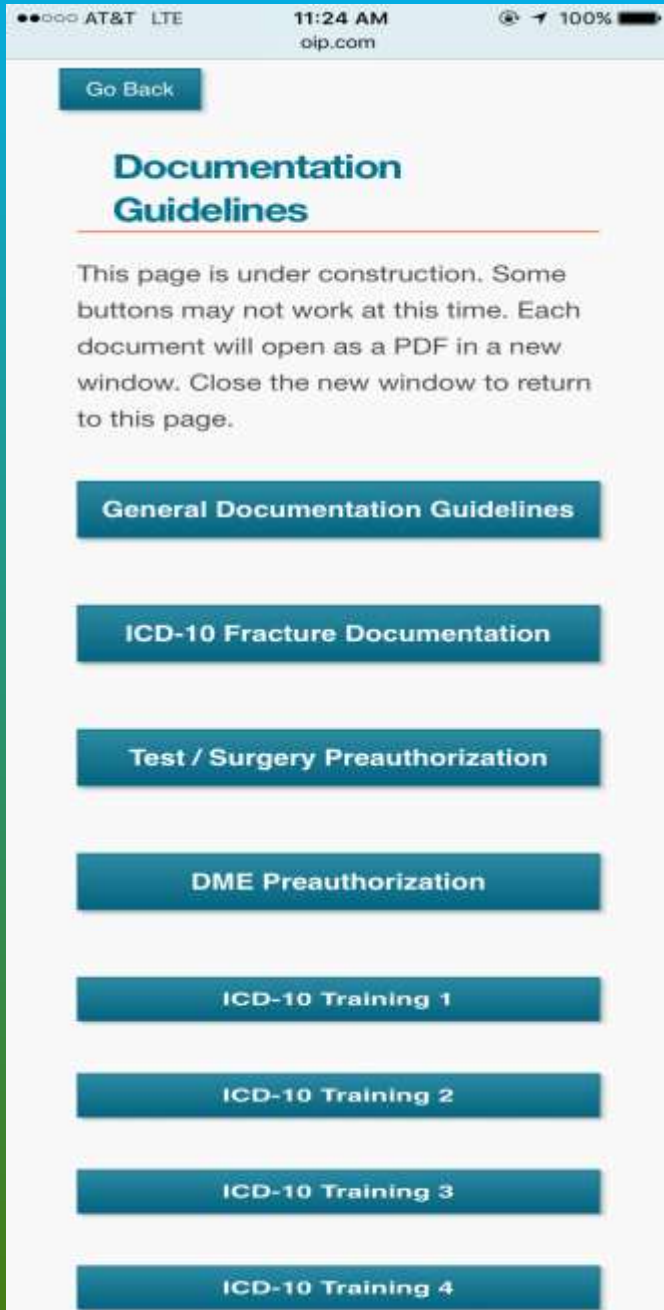 AT&T LTE 11:24 AM 100%
oip.com
Go Back
Documentation
Guidelines
This page is under construction. Some
buttons may not work at this time. Each
document will open as a PDF in a new
window. Close the new window to return
to this page.
General Documentation Guidelines
ICD-10 Fracture Documentation
Test / Surgery Preauthorization
DME Preauthorization
ICD-10 Training 1
ICD-10 Training 2
ICD-10 Training 3
ICD-10 Training 4